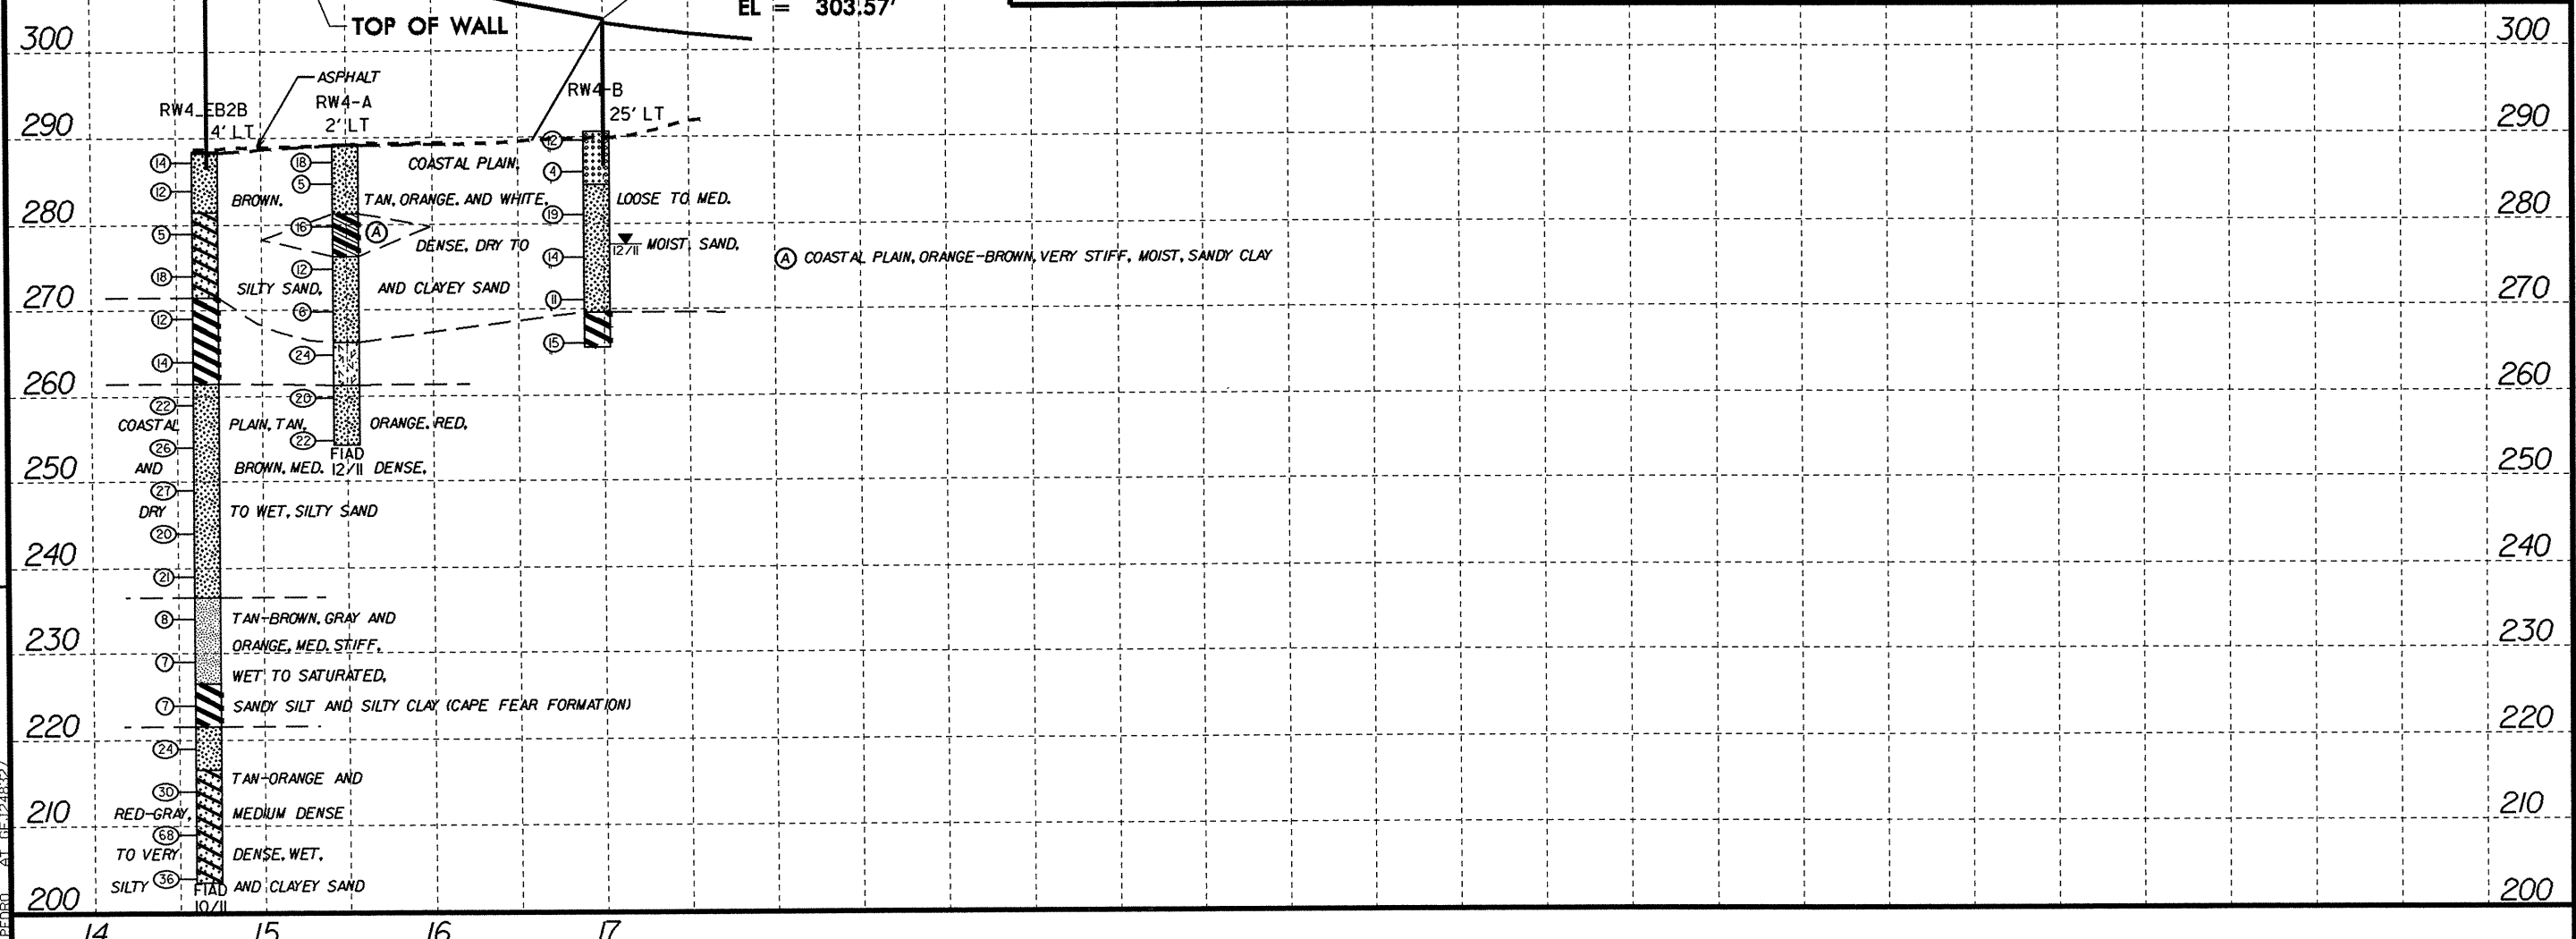 EL = 303.57'
TOP OF WALL
300 300
ASPHALT
RW4_EB2B RW4-A RW4-B
4' LT 2' LT 25' LT
290 290
14 18 COASTAL PLAIN, 12
12 5 4
BROWN, TAN, ORANGE, AND WHITE, LOOSE TO MED.
280 19 280
5 16 A DENSE, DRY TO 12/11 MOIST, SAND,
14 A COASTAL PLAIN, ORANGE-BROWN, VERY STIFF, MOIST, SANDY CLAY
18 12
SILTY SAND, AND CLAYEY SAND
270 11 270
12 6
14 24 15
260 260
22 20
COASTAL PLAIN, TAN, ORANGE, RED,
26 22
FIAD
AND BROWN, MED. 12/11 DENSE,
250 250
27
DRY TO WET, SILTY SAND
20
240 240
21
8 TAN-BROWN, GRAY AND
230 ORANGE, MED. STIFF, 230
7
WET TO SATURATED,
7 SANDY SILT AND SILTY CLAY (CAPE FEAR FORMATION)
220 220
24
TAN-ORANGE AND
30
210 RED-GRAY, MEDIUM DENSE 210
68
TO VERY DENSE, WET,
36
SILTY FIAD AND CLAYEY SAND
200 10/11 200
14 15 16 17